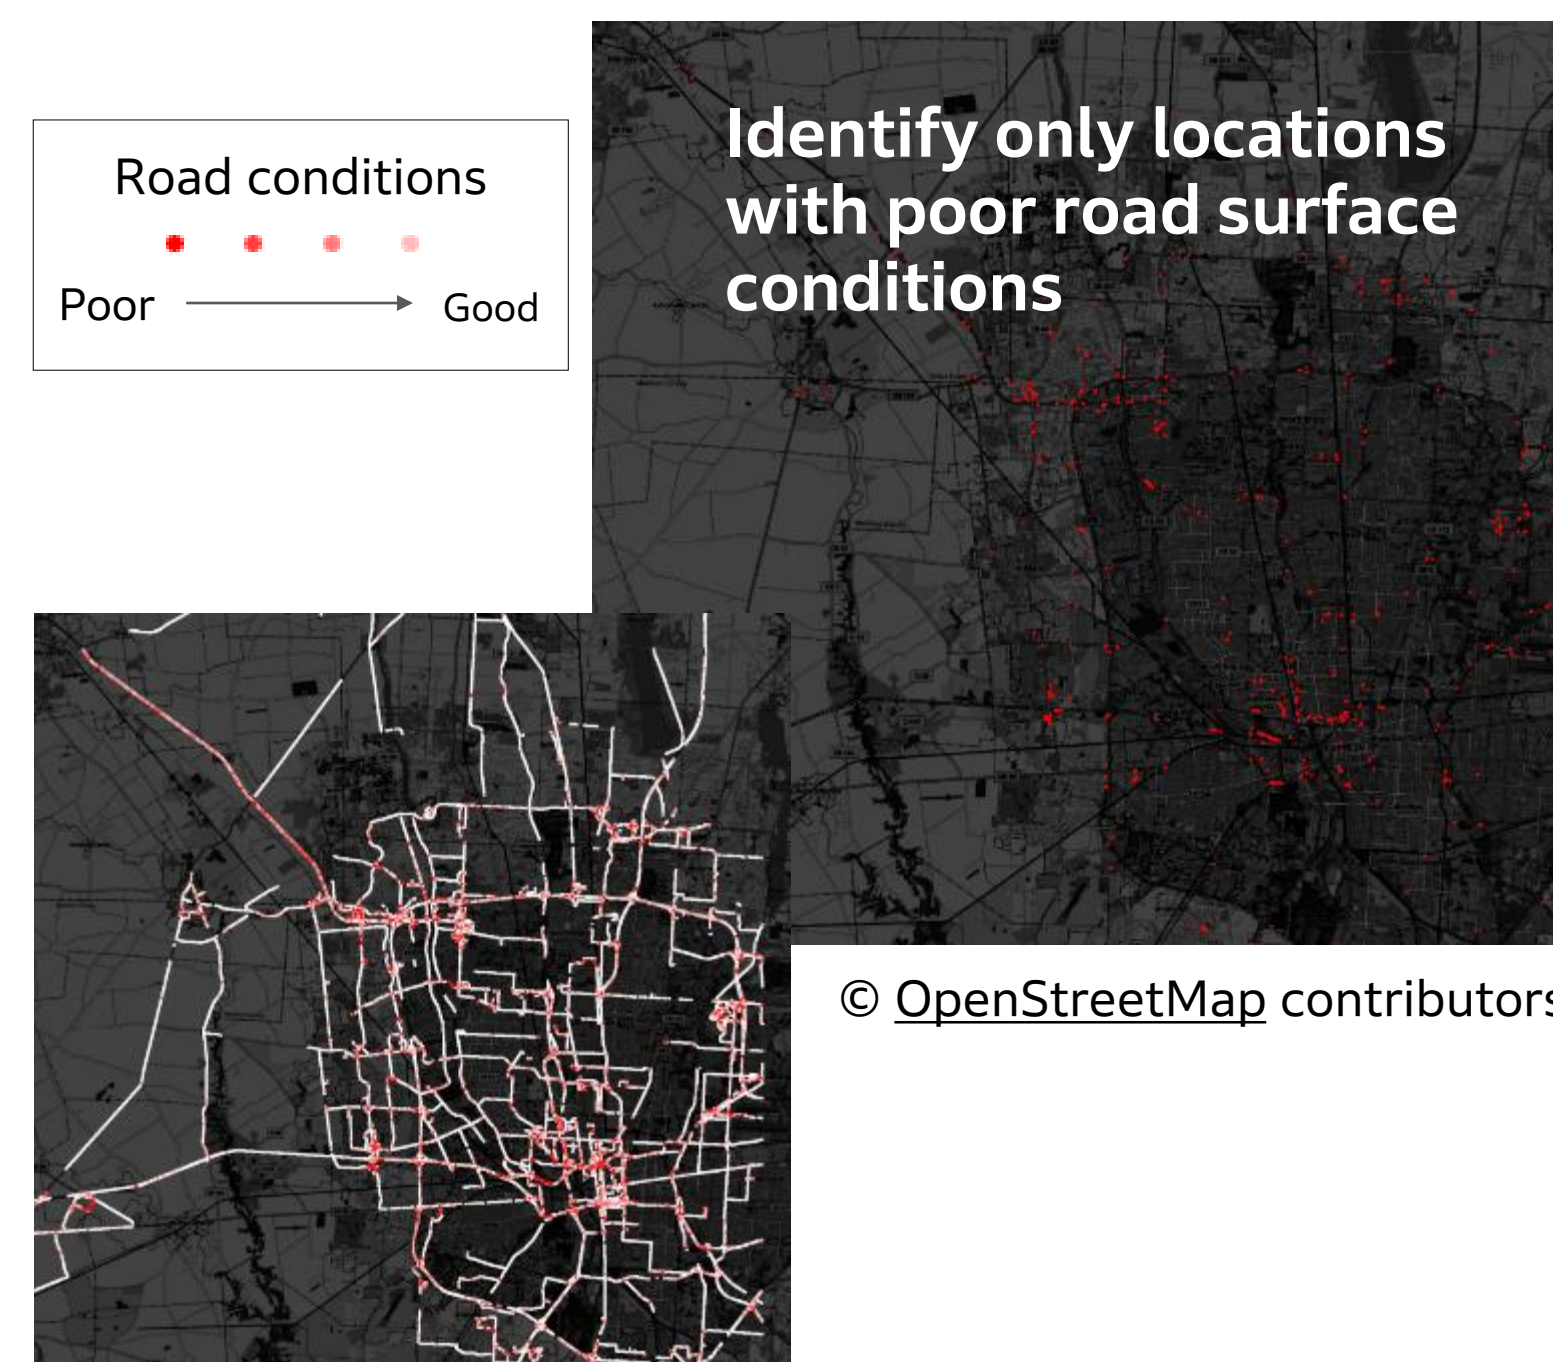 Road conditions
Poor
Good
Identify only locations
with poor road surface
conditions
© OpenStreetMap contributors